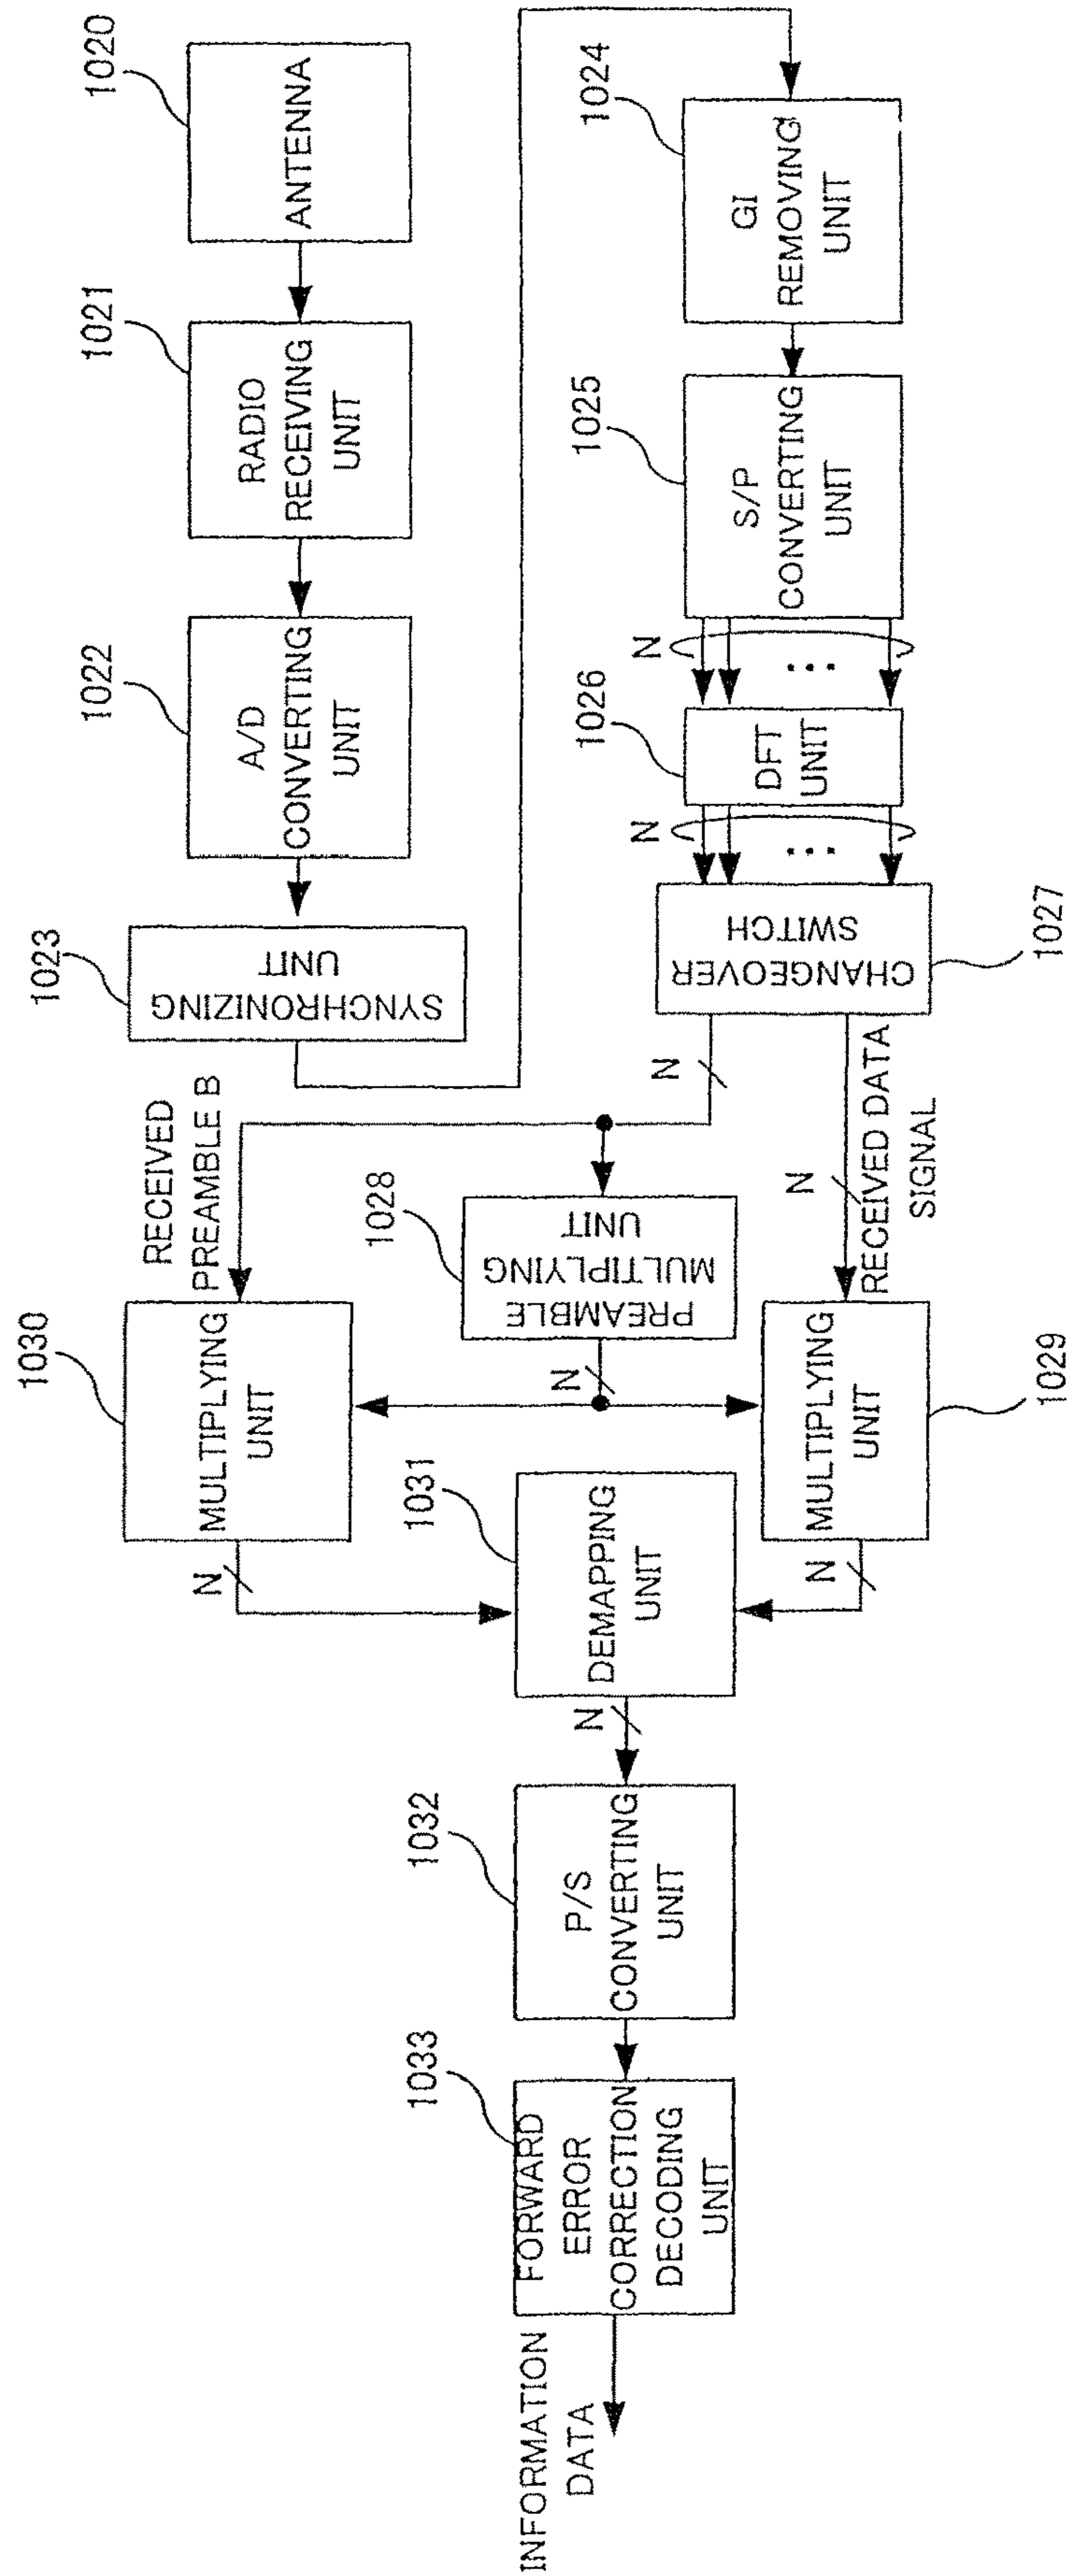 1020
ANTENNA
1021
RADIO
RECEIVING
UNIT
1022
A/D
CONVERTING
UNIT
1023
SYNCHRONIZING
UNIT
1024
GI
REMOVING
UNIT
1025
S/P
CONVERTING
UNIT
N
...
1026
DFT
UNIT
N
...
CHANGEOVER
SWITCH
1027
N
RECEIVED
PREAMBLE B
1028
PREAMBLE
MULTIPLYING
UNIT
N
N
RECEIVED DATA
SIGNAL
1030
MULTIPLYING
UNIT
N
MULTIPLYING
UNIT
1029
N
1031
DEMAPPING
UNIT
N
1032
P/S
CONVERTING
UNIT
1033
FORWARD
ERROR
CORRECTION
DECODING
UNIT
INFORMATION
DATA